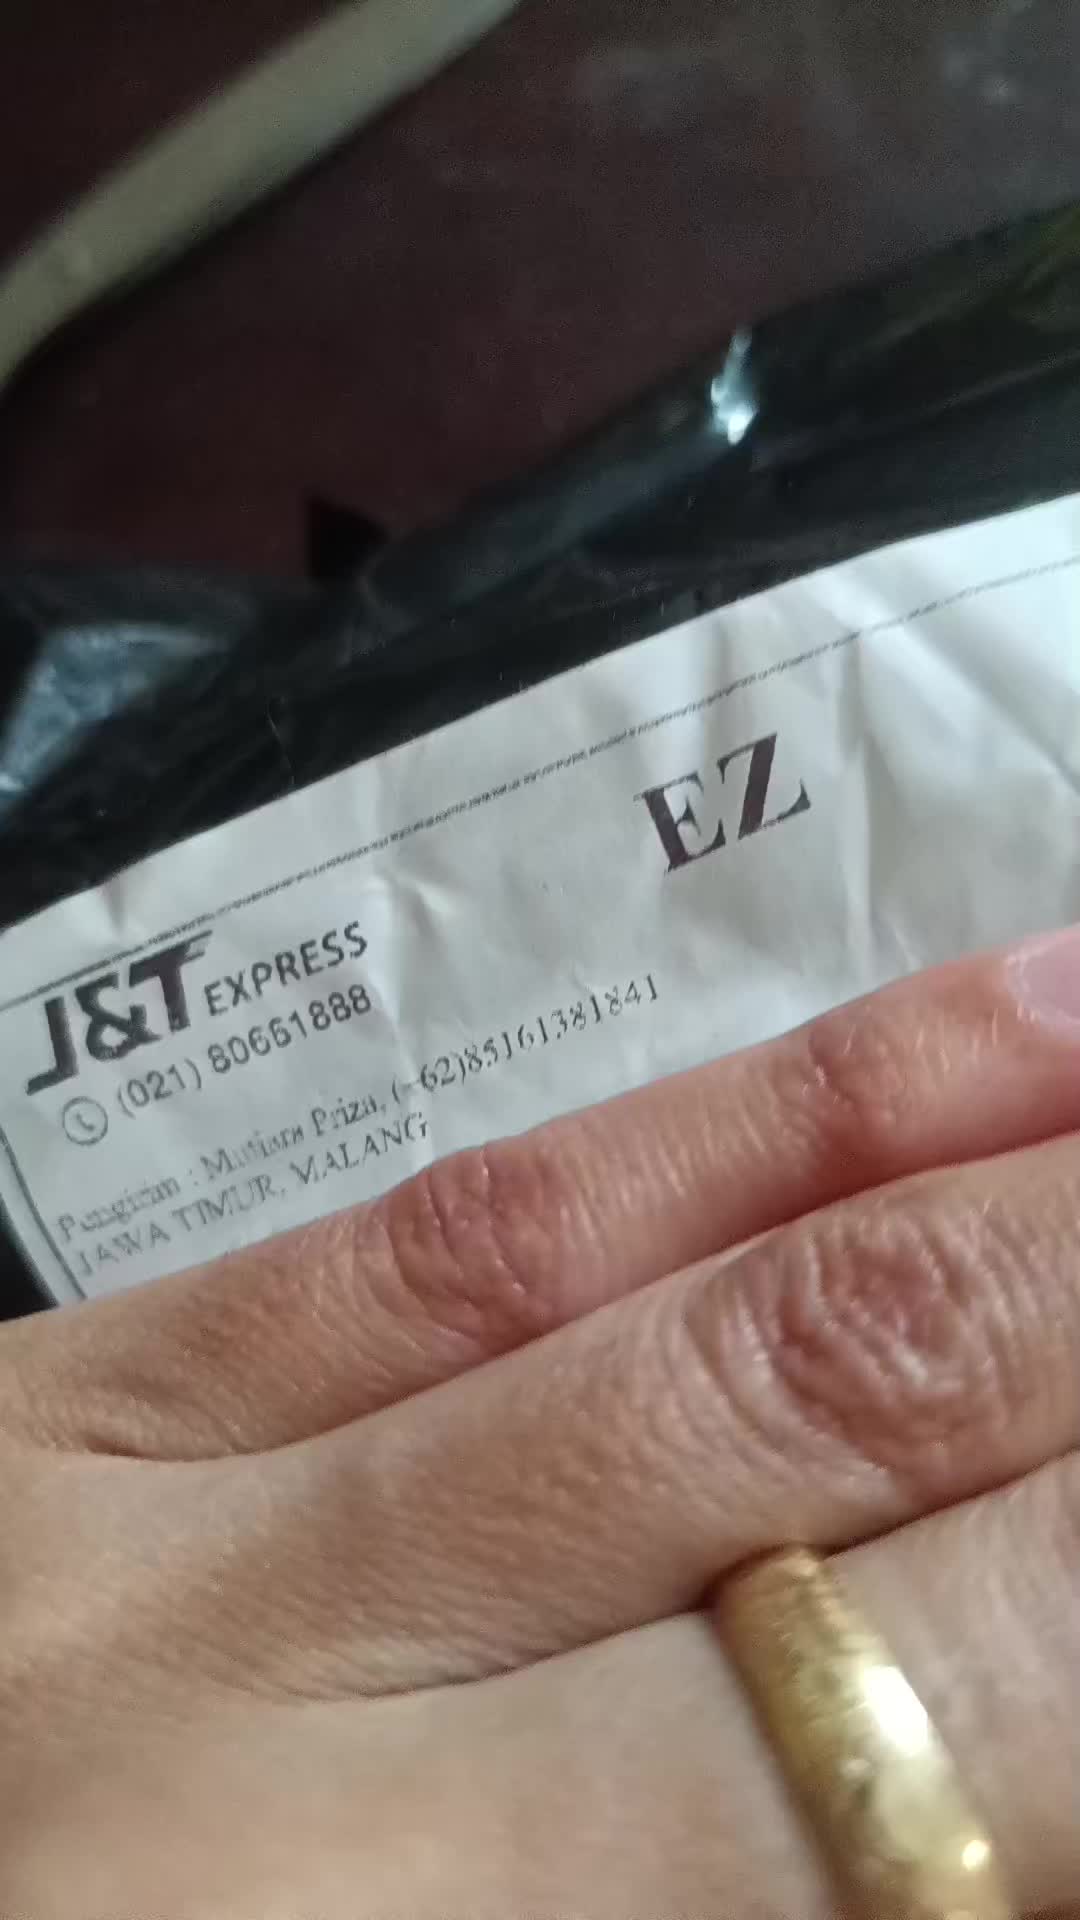 EZ
J&T EXPRESS
(021) 80661888
Pengirim : Mutiara Priza, (+62)85161381841
JAWA TIMUR, MALANG